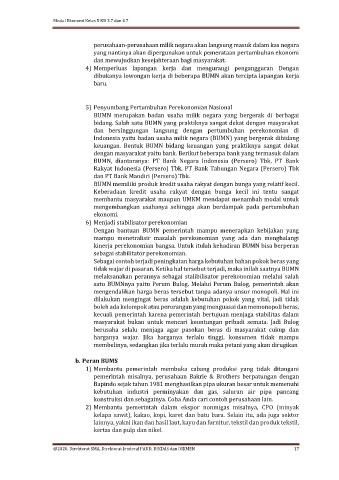 Modul Ekonomi Kelas X KD 3.7 dan 4.7
perusahaan-perusahaan milik negara akan langsung masuk dalam kas negara
yang nantinya akan dipergunakan untuk pemerataan pertumbuhan ekonomi
dan mewujudkan kesejahteraan bagi masyarakat.
4) Memperluas lapangan kerja dan mengurangi pengangguran Dengan
dibukanya lowongan kerja di beberapa BUMN akan tercipta lapangan kerja
baru.
5) Penyumbang Pertumbuhan Perekonomian Nasional
BUMN merupakan badan usaha milik negara yang bergerak di berbagai
bidang. Salah satu BUMN yang praktiknya sangat dekat dengan masyarakat
dan bersinggungan langsung dengan pertumbuhan perekonomian di
Indonesia yaitu badan usaha milik negara (BUMN) yang bergerak dibidang
keuangan. Bentuk BUMN bidang keuangan yang praktiknya sangat dekat
dengan masyarakat yaitu bank. Berikut beberapa bank yang termasuk dalam
BUMN, diantaranya: PT Bank Negara Indonesia (Persero) Tbk, PT Bank
Rakyat Indonesia (Persero) Tbk, PT Bank Tabungan Negara (Persero) Tbk
dan PT Bank Mandiri (Persero) Tbk.
BUMN memiliki produk kredit usaha rakyat dengan bunga yang relatif kecil.
Keberadaan kredit usaha rakyat dengan bunga kecil ini tentu sangat
membantu masyarakat maupun UMKM mendapat menambah modal untuk
mengembangkan usahanya sehingga akan berdampak pada pertumbuhan
ekonomi.
6) Menjadi stabilisator perekonomian
Dengan bantuan BUMN pemerintah mampu menerapkan kebijakan yang
mampu menetralisir masalah perekonomian yang ada dan menghalangi
kinerja perekonomian bangsa. Untuk itulah kehadiran BUMN bisa berperan
sebagai stabilitator perekonomian.
Sebagai contoh terjadi peningkatan harga kebutuhan bahan pokok beras yang
tidak wajar di pasaran. Ketika hal tersebut terjadi, maka inilah saatnya BUMN
melaksanakan perannya sebagai stalibilisator perekonomian melalui salah
satu BUMNnya yaitu Perum Bulog. Melalui Perum Bulog, pemerintah akan
mengendalikan harga beras tersebut tanpa adanya unsur monopoli. Hal ini
dilakukan mengingat beras adalah kebutuhan pokok yang vital, jadi tidak
boleh ada kelompok atau perorangan yang menguasai dan memonopoli beras,
kecuali pemerintah karena pemerintah bertujuan menjaga stabilitas dalam
masyarakat bukan untuk mencari keuntungan pribadi semata. Jadi Bulog
berusaha selalu menjaga agar pasokan beras di masyarakat cukup dan
harganya wajar. Jika harganya terlalu tinggi, konsumen tidak mampu
membelinya, sedangkan jika terlalu murah maka petani yang akan dirugikan
b. Peran BUMS
1) Membantu pemerintah membuka cabang produksi yang tidak ditangani
pemerintah misalnya, perusahaan Bakrie & Brothers berpatungan dengan
Bapindo sejak tahun 1981 menghasilkan pipa ukuran besar untuk memenuhi
kebutuhan industri perminyakan dan gas, saluran air pipa pancang
konstruksi dan sebagainya. Coba Anda cari contoh perusahaan lain.
2) Membantu pemerintah dalam ekspor nonmigas misalnya, CPO (minyak
kelapa sawit), kakao, kopi, karet dan batu bara. Selain itu, ada juga sektor
lainnya, yakni ikan dan hasil laut, kayu dan furnitur, tekstil dan produk tekstil,
kertas dan pulp dan nikel.
@2020, Direktorat SMA, Direktorat Jenderal PAUD, DIKDAS dan DIKMEN 17